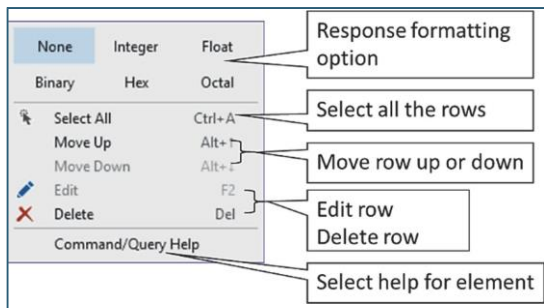 None Integer Float
Binary Hex Octal
Select All Ctrl+A
Move Up Alt+↑
Move Down Alt+↓
Edit F2
Delete Del
Command/Query Help
Response formatting
option
Select all the rows
Move row up or down
Edit row
Delete row
Select help for element